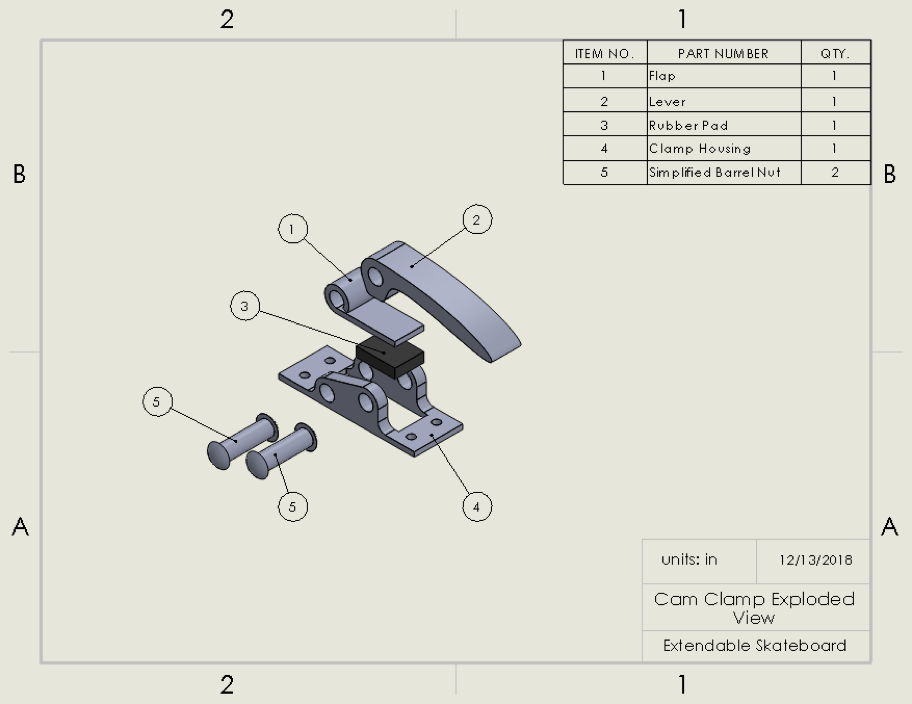 2 1
ITEM NO. PART NUMBER QTY.
1 Flap 1
2 Lever 1
3 Rubber Pad 1
4 Clamp Housing 1
5 Simplified Barrel Nut 2
B B
2
1
3
5
5 4
A A
units: in 12/13/2018
Cam Clamp Exploded
View
Extendable Skateboard
2 1